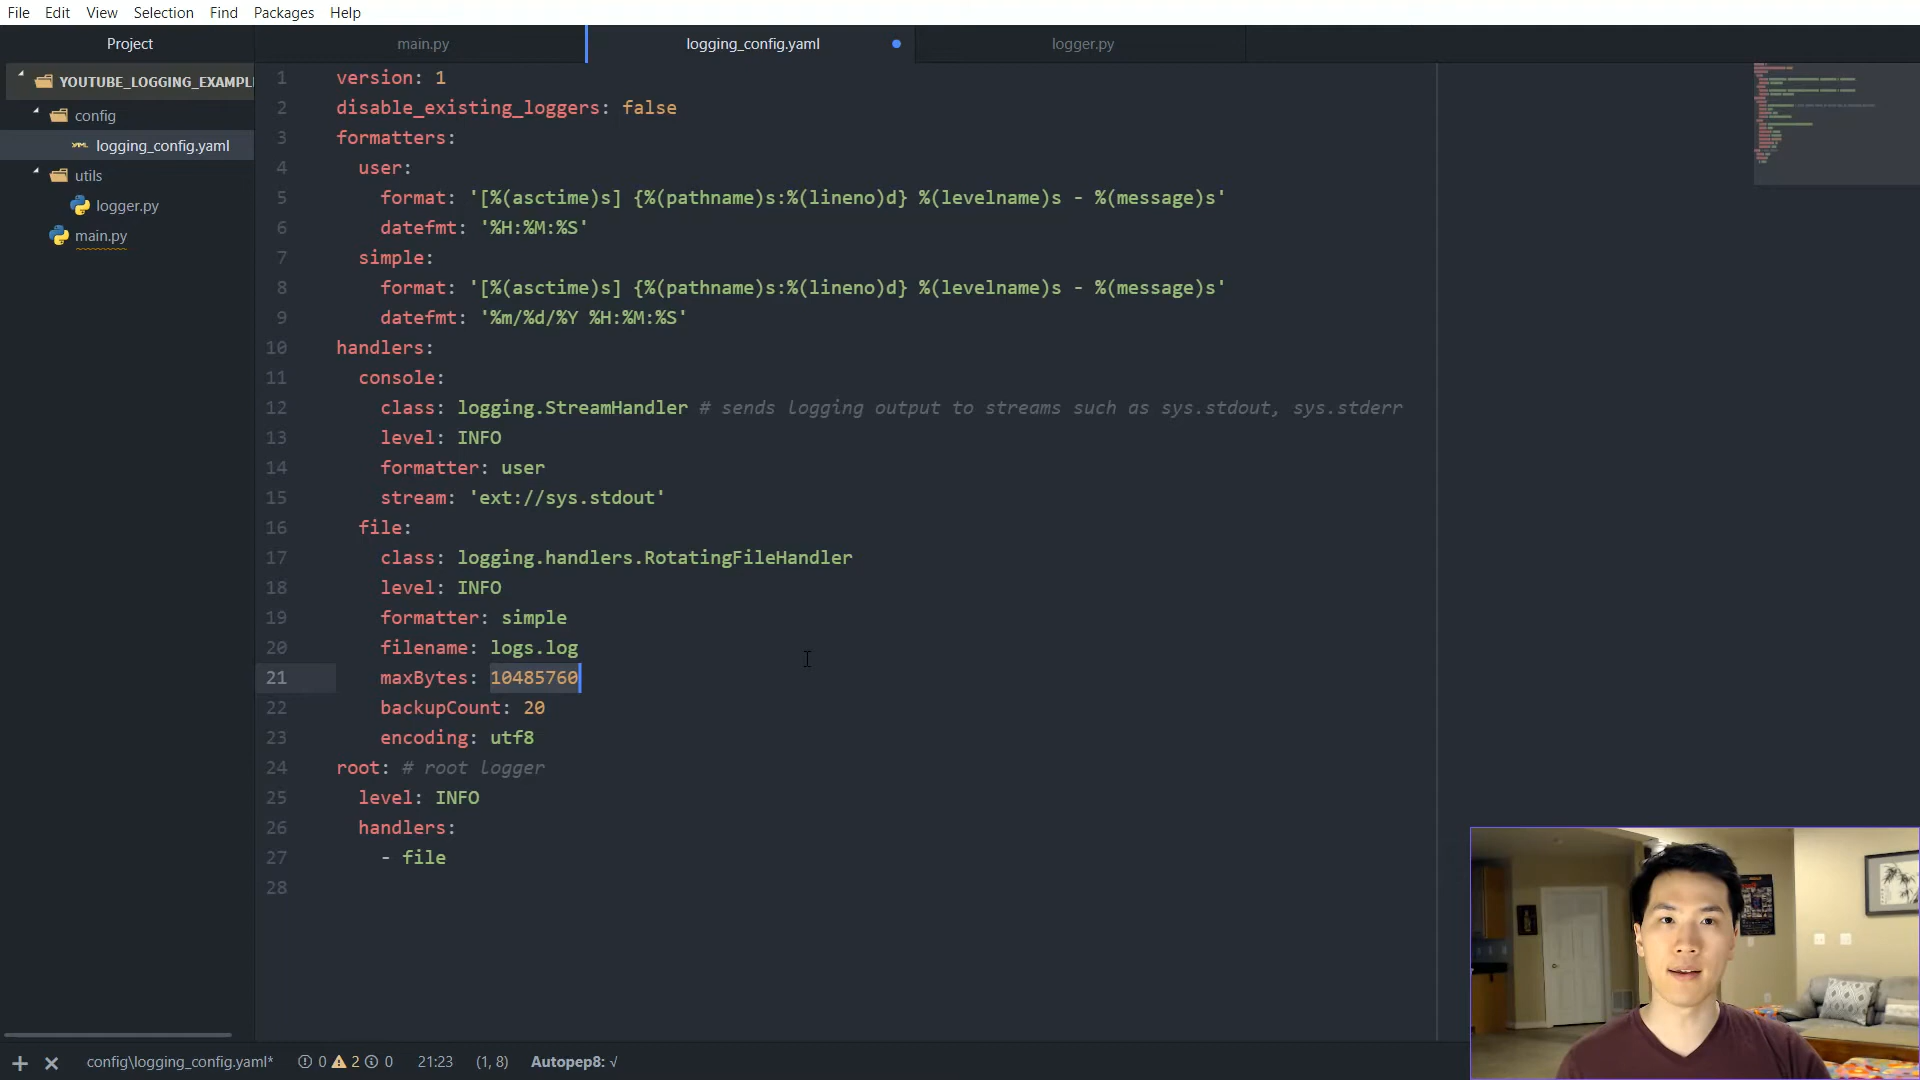 File Edit View Selection Find Packages Help
Project
main.py
logging_config.yaml
logger.py
YOUTUBE_LOGGING_EXAMPL
config
logging_config.yaml
utils
logger.py
main.py
1 version: 1
2 disable_existing_loggers: false
3 formatters:
4 user:
5 format: '[%(asctime)s] {%(pathname)s:%(lineno)d} %(levelname)s - %(message)s'
6 datefmt: '%H:%M:%S'
7 simple:
8 format: '[%(asctime)s] {%(pathname)s:%(lineno)d} %(levelname)s - %(message)s'
9 datefmt: '%m/%d/%Y %H:%M:%S'
10 handlers:
11 console:
12 class: logging.StreamHandler # sends logging output to streams such as sys.stdout, sys.stderr
13 level: INFO
14 formatter: user
15 stream: 'ext://sys.stdout'
16 file:
17 class: logging.handlers.RotatingFileHandler
18 level: INFO
19 formatter: simple
20 filename: logs.log
21 maxBytes: 10485760
22 backupCount: 20
23 encoding: utf8
24 root: # root logger
25 level: INFO
26 handlers:
27 - file
28
config\logging_config.yaml* 0 2 0 21:23 (1, 8) Autopep8: √